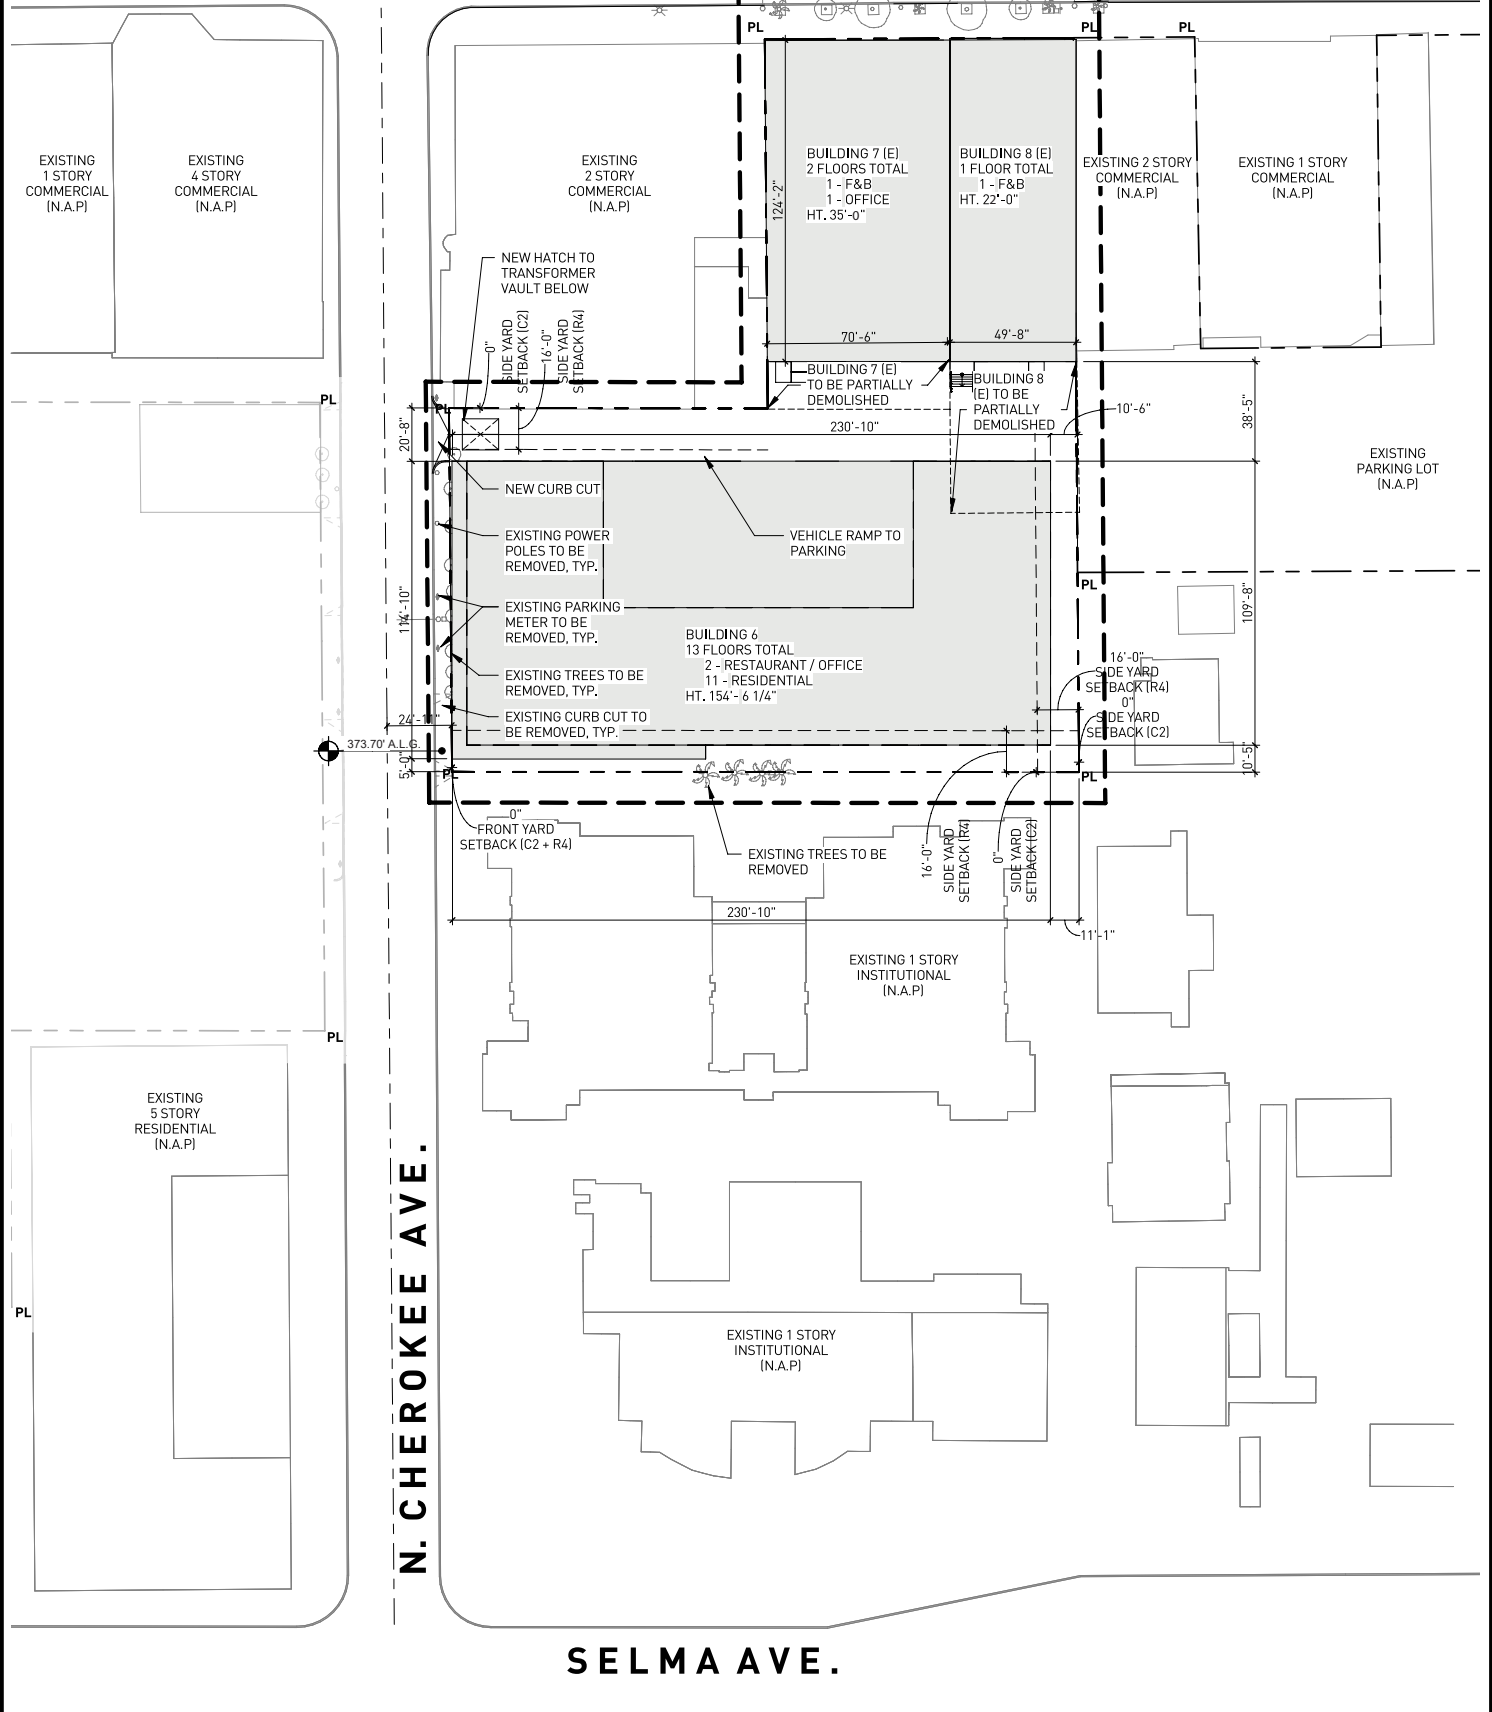 PL
PL
PL
EXISTING
1 STORY
COMMERCIAL
(N.A.P)
EXISTING
4 STORY
COMMERCIAL
(N.A.P)
EXISTING
2 STORY
COMMERCIAL
(N.A.P)
124'-2"
BUILDING 7 (E)
2 FLOORS TOTAL
1 - F&B
1 - OFFICE
HT. 35'-0"
BUILDING 8 (E)
1 FLOOR TOTAL
1 - F&B
HT. 22'-0"
EXISTING 2 STORY
COMMERCIAL
(N.A.P)
EXISTING 1 STORY
COMMERCIAL
(N.A.P)
NEW HATCH TO
TRANSFORMER
VAULT BELOW
0"
SIDE YARD
SETBACK (C2)
16'-0"
SIDE YARD
SETBACK (R4)
70'-6"
49'-8"
BUILDING 7 (E)
TO BE PARTIALLY
DEMOLISHED
BUILDING 8
(E) TO BE
PARTIALLY
DEMOLISHED
PL
PL
10'-6"
38'-5"
20'-8"
230'-10"
EXISTING
PARKING LOT
(N.A.P)
NEW CURB CUT
EXISTING POWER
POLES TO BE
REMOVED, TYP.
VEHICLE RAMP TO
PARKING
PL
114'-10"
109'-8"
EXISTING PARKING
METER TO BE
REMOVED, TYP.
BUILDING 6
13 FLOORS TOTAL
2 - RESTAURANT / OFFICE
11 - RESIDENTIAL
HT. 154'- 6 1/4"
EXISTING TREES TO BE
REMOVED, TYP.
16'-0"
SIDE YARD
SETBACK (R4)
0"
SIDE YARD
SETBACK (C2)
EXISTING CURB CUT TO
BE REMOVED, TYP.
24'-11"
373.70' A.L.G.
5'-0"
10'-5"
PL
PL
0"
FRONT YARD
SETBACK (C2 + R4)
EXISTING TREES TO BE
REMOVED
16'-0"
SIDE YARD
SETBACK (R4)
0"
SIDE YARD
SETBACK (C2)
230'-10"
11'-1"
EXISTING 1 STORY
INSTITUTIONAL
(N.A.P)
PL
EXISTING
5 STORY
RESIDENTIAL
(N.A.P)
N. CHEROKEE AVE.
PL
EXISTING 1 STORY
INSTITUTIONAL
(N.A.P)
SELMA AVE.